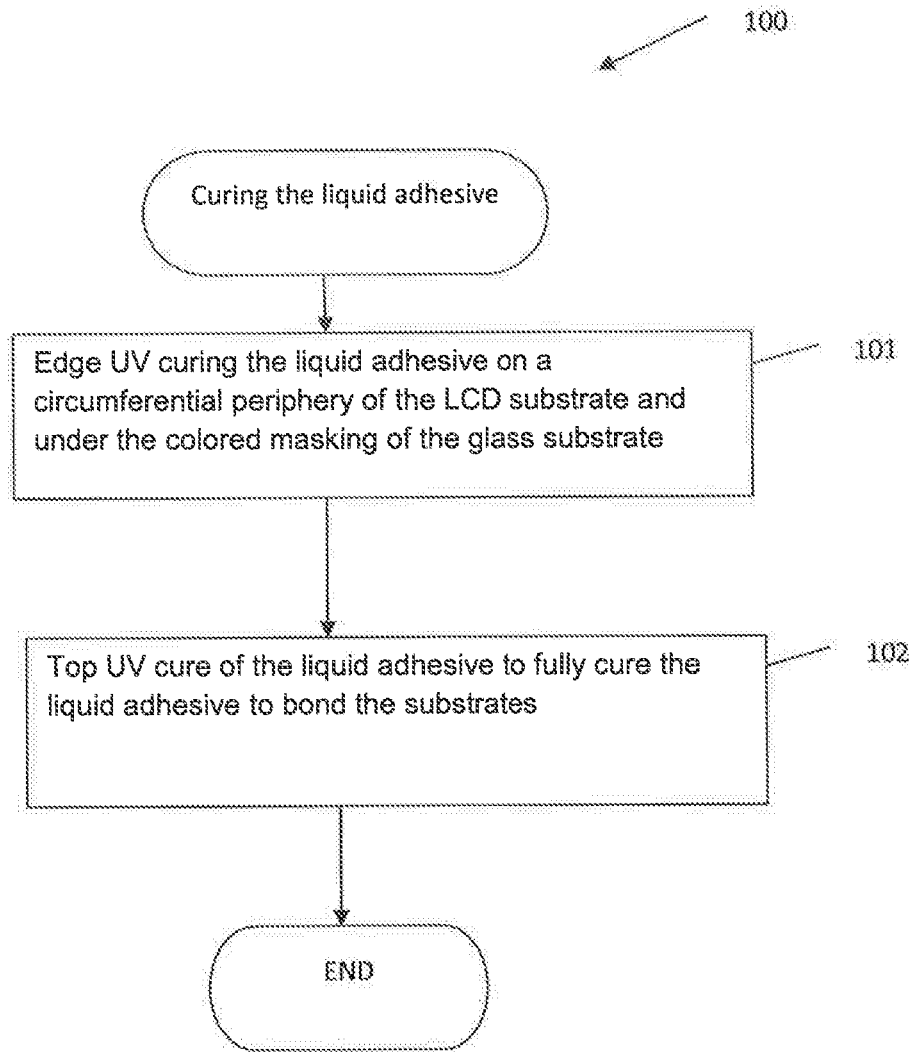 100
Curing the liquid adhesive
Edge UV curing the liquid adhesive on a
circumferential periphery of the LCD substrate and
under the colored masking of the glass substrate
101
Top UV cure of the liquid adhesive to fully cure the
liquid adhesive to bond the substrates
102
END